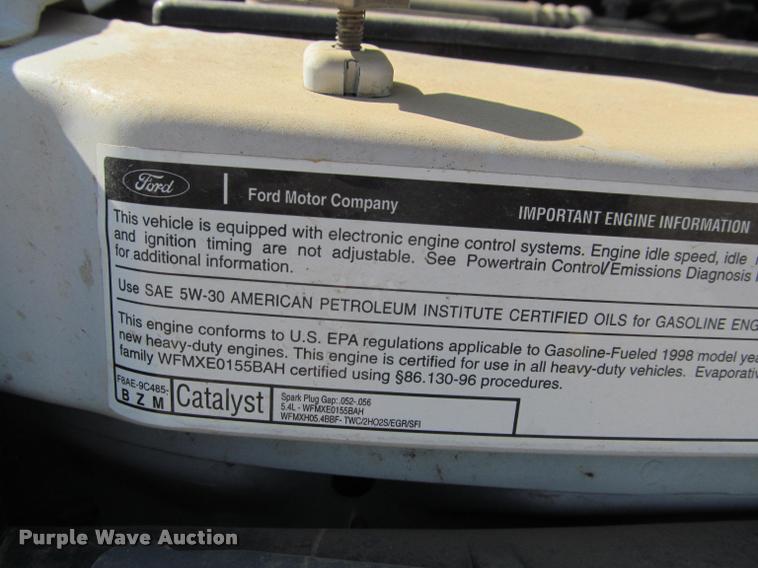 Ford
Ford Motor Company
IMPORTANT ENGINE INFORMATION
This vehicle is equipped with electronic engine control systems. Engine idle speed, idle
and ignition timing are not adjustable. See Powertrain Control/Emissions Diagnosis
for additional information.
Use SAE 5W-30 AMERICAN PETROLEUM INSTITUTE CERTIFIED OILS for GASOLINE ENG
This engine conforms to U.S. EPA regulations applicable to Gasoline-Fueled 1998 model yea
new heavy-duty engines. This engine is certified for use in all heavy-duty vehicles. Evaporativ
family WFMXE0155BAH certified using §86.130-96 procedures.
F8AE-9C485-
B Z M
Catalyst
Spark Plug Gap: .052-.056
5.4L - WFMXE0155BAH
WFMXH05.4BBF- TWC/2HO2S/EGR/SFI
Purple Wave Auction